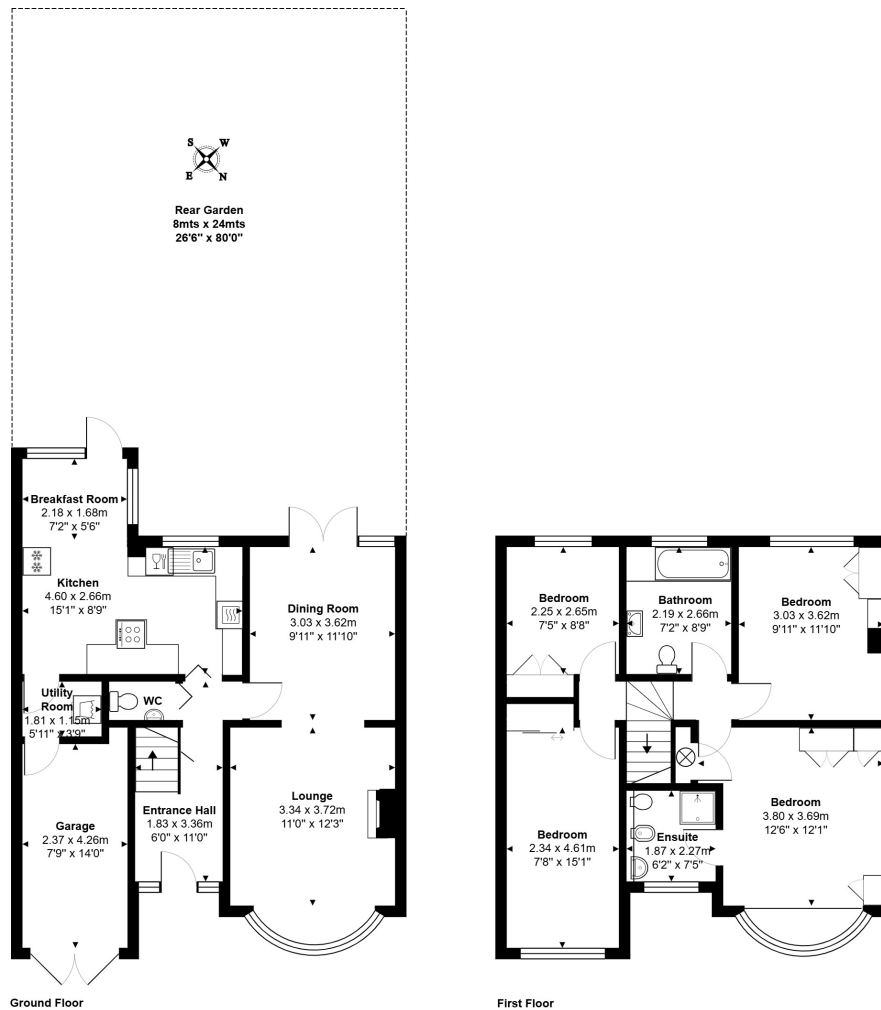 S W
E N
Rear Garden
8mts x 24mts
26'6" x 80'0"
Breakfast Room
2.18 x 1.68m
7'2" x 5'6"
Kitchen
4.60 x 2.66m
15'1" x 8'9"
Dining Room
3.03 x 3.62m
9'11" x 11'10"
Utility
Room
1.81 x 1.15m
5'11" x 3'9"
WC
Garage
2.37 x 4.26m
7'9" x 14'0"
Entrance Hall
1.83 x 3.36m
6'0" x 11'0"
Lounge
3.34 x 3.72m
11'0" x 12'3"
Ground Floor
Bedroom
2.25 x 2.65m
7'5" x 8'8"
Bathroom
2.19 x 2.66m
7'2" x 8'9"
Bedroom
3.03 x 3.62m
9'11" x 11'10"
Bedroom
2.34 x 4.61m
7'8" x 15'1"
Ensuite
1.87 x 2.27m
6'2" x 7'5"
Bedroom
3.80 x 3.69m
12'6" x 12'1"
First Floor